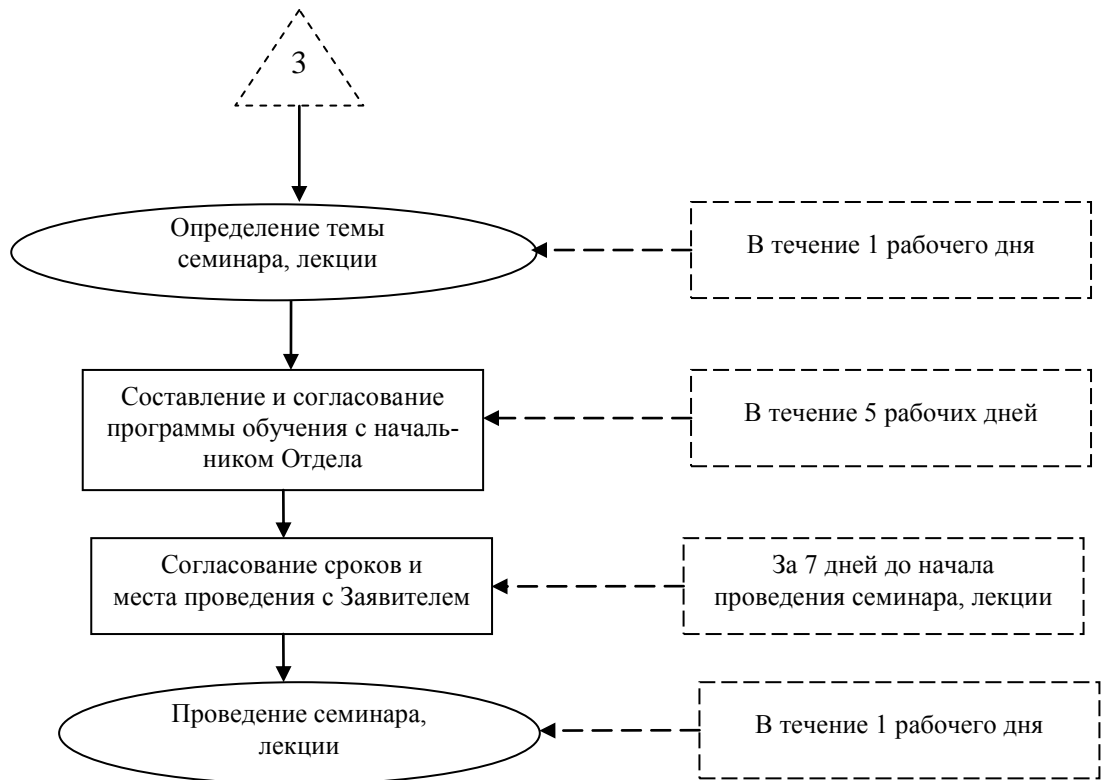 3
Определение темы
семинара, лекции
В течение 1 рабочего дня
Составление и согласование
программы обучения с началь-
ником Отдела
В течение 5 рабочих дней
Согласование сроков и
места проведения с Заявителем
За 7 дней до начала
проведения семинара, лекции
Проведение семинара,
лекции
В течение 1 рабочего дня